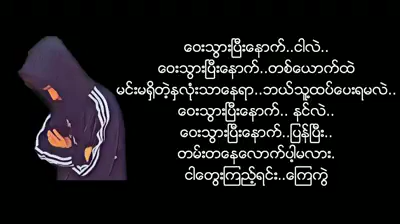 ဝေးသွားပြီးနောက်..ငါလဲ..
ဝေးသွားပြီးနောက်..တစ်ယောက်ထဲ
မင်းမရှိတဲ့နှလုံးသားနေရာ..ဘယ်သူ့ထပ်ပေးရမလဲ..
ဝေးသွားပြီးနောက်.. နင်လဲ..
ဝေးသွားပြီးနောက်..ပြန်ပြီး..
တမ်းတနေလောက်ပါ့မလား.
ငါတွေးကြည့်ရင်း..ကြေကွဲ